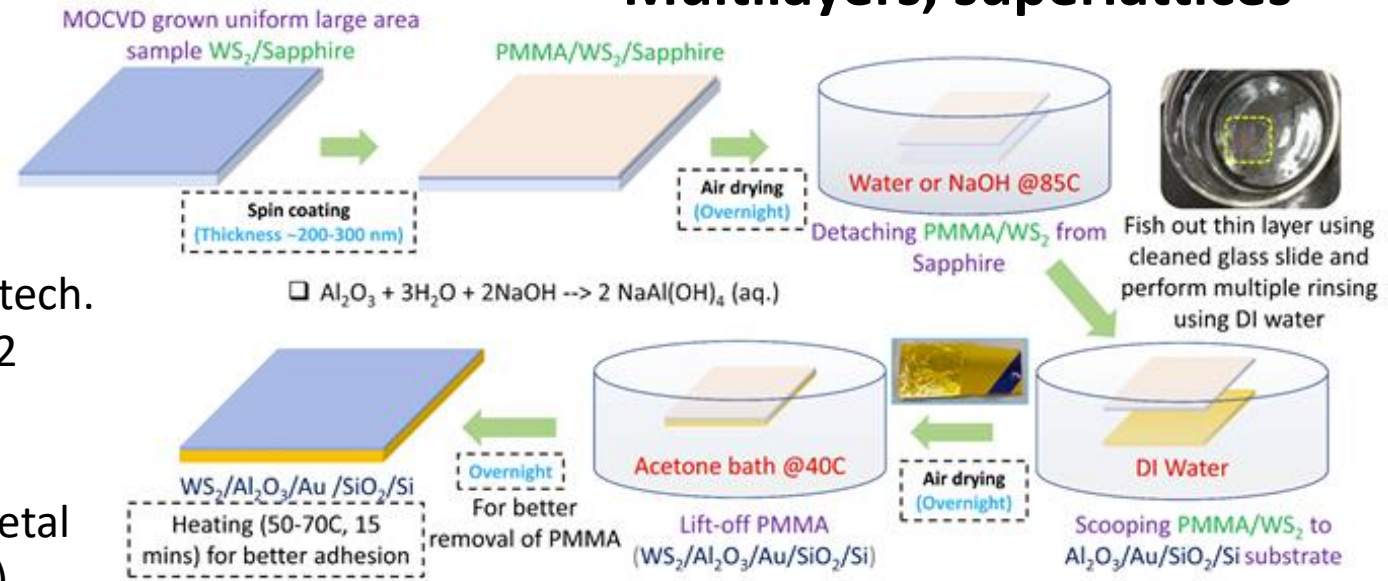 Multilayers, superlattices
MOCVD grown uniform large area
sample WS₂/Sapphire
PMMA/WS₂/Sapphire
Spin coating
(Thickness ~200-300 nm)
Air drying
(Overnight)
Water or NaOH @85C
Detaching PMMA/WS₂ from
Sapphire
Fish out thin layer using
cleaned glass slide and
perform multiple rinsing
using DI water
tech.
2
etal
)
❑ Al₂O₃ + 3H₂O + 2NaOH --> 2 NaAl(OH)₄ (aq.)
DI Water
Scooping PMMA/WS₂ to
Al₂O₃/Au/SiO₂/Si substrate
Air drying
(Overnight)
Acetone bath @40C
Lift-off PMMA
(WS₂/Al₂O₃/Au/SiO₂/Si)
Overnight
For better
removal of PMMA
WS₂/Al₂O₃/Au /SiO₂/Si
Heating (50-70C, 15
mins) for better adhesion